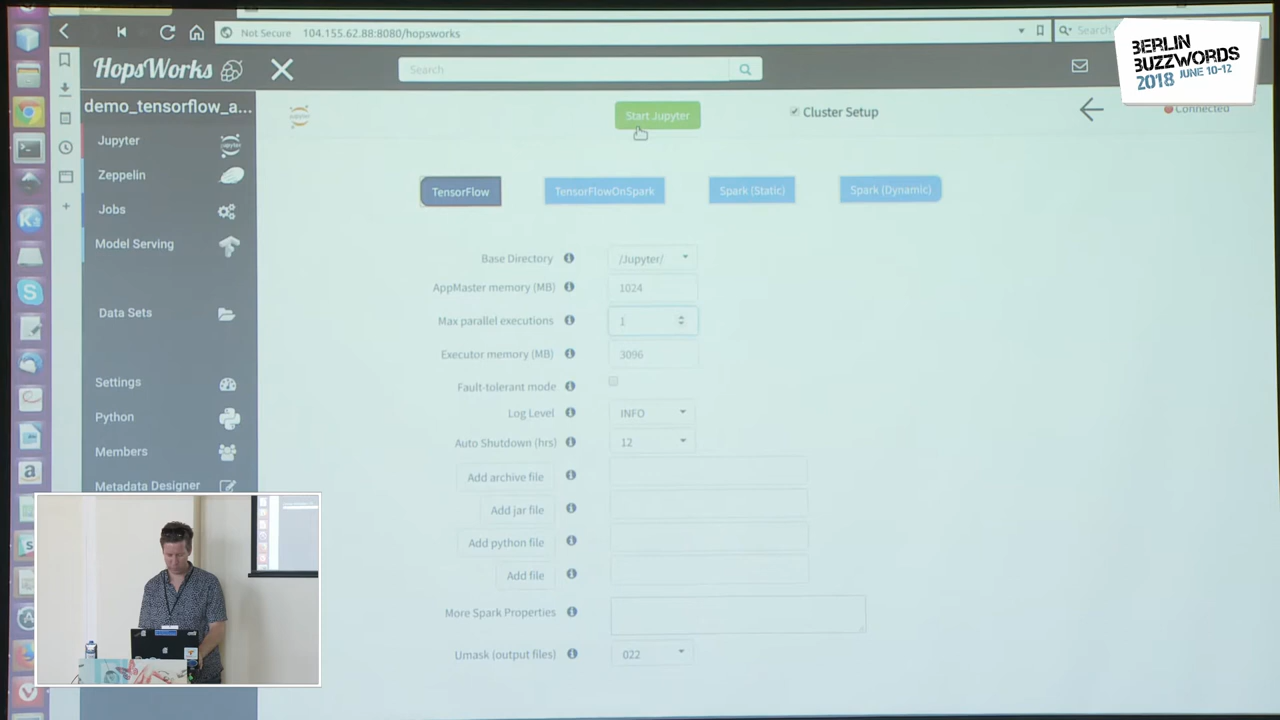 Not Secure 104.155.62.88:8080/hopsworks
Search
BERLIN
BUZZWORDS
2018 JUNE 10-12
HopsWorks
Search
demo_tensorflow_a...
Start Jupyter
Cluster Setup
Connected
Jupyter
Zeppelin
Jobs
Model Serving
Data Sets
Settings
Python
Members
Metadata Designer
TensorFlow
TensorFlowOnSpark
Spark (Static)
Spark (Dynamic)
Base Directory
/Jupyter/
AppMaster memory (MB)
1024
Max parallel executions
1
Executor memory (MB)
3096
Fault-tolerant mode
Log Level
INFO
Auto Shutdown (hrs)
12
Add archive file
Add jar file
Add python file
Add file
More Spark Properties
Umask (output files)
022